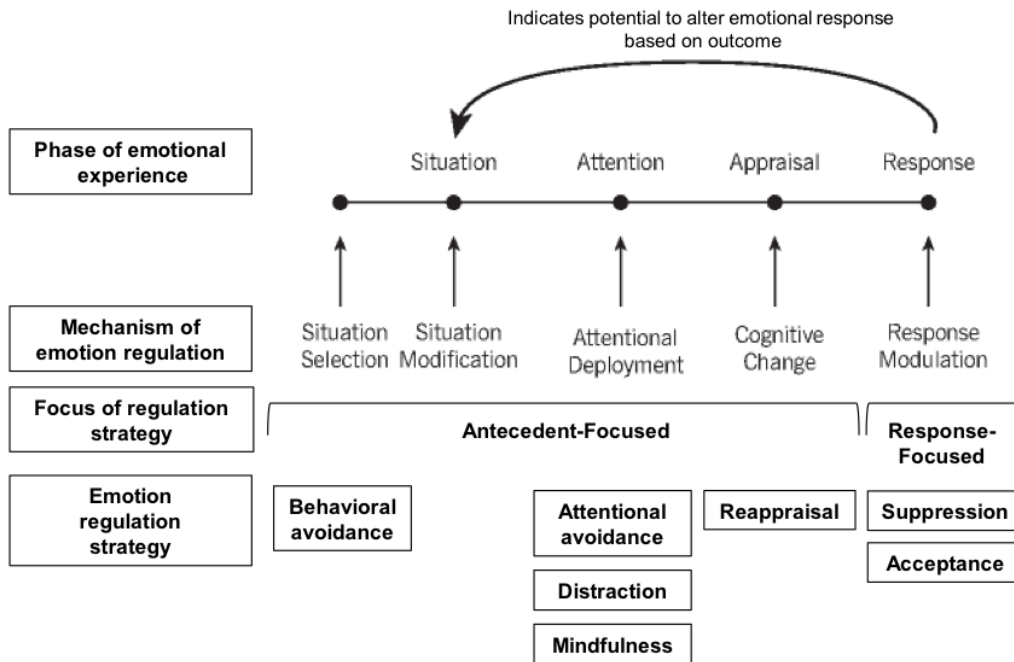 Indicates potential to alter emotional response
based on outcome
Phase of emotional
experience
Situation
Attention
Appraisal
Response
Mechanism of
emotion regulation
Situation
Selection
Situation
Modification
Attentional
Deployment
Cognitive
Change
Response
Modulation
Focus of regulation
strategy
Antecedent-Focused
Response-
Focused
Emotion
regulation
strategy
Behavioral
avoidance
Attentional
avoidance
Distraction
Mindfulness
Reappraisal
Suppression
Acceptance